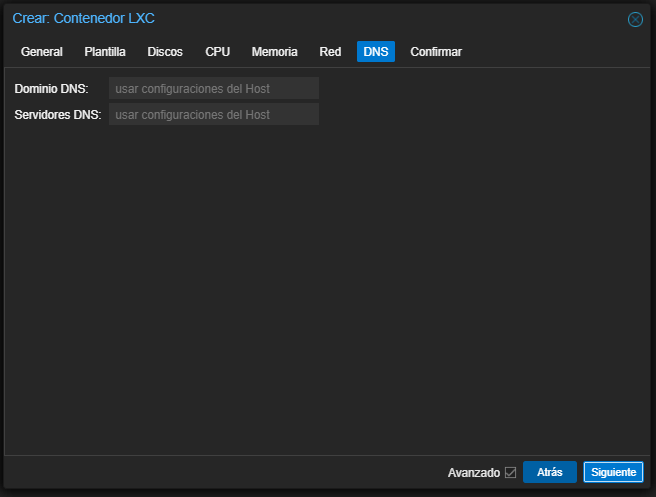 Crear: Contenedor LXC
General Plantilla Discos CPU Memoria Red DNS Confirmar
Dominio DNS: usar configuraciones del Host
Servidores DNS: usar configuraciones del Host
Avanzado Atrás Siguiente